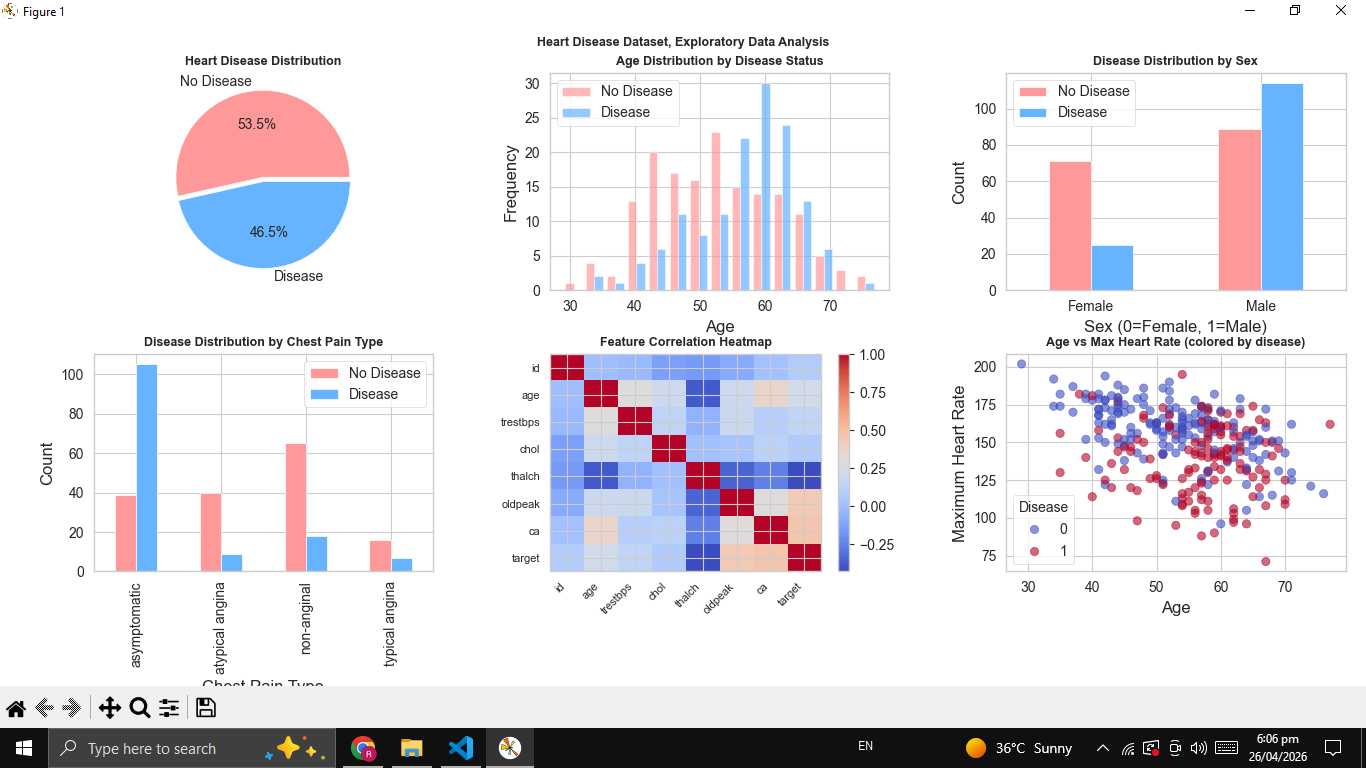 Figure 1
Heart Disease Dataset, Exploratory Data Analysis
Heart Disease Distribution
No Disease
53.5%
46.5%
Disease
Age Distribution by Disease Status
No Disease
Disease
Frequency
30
25
20
15
10
5
0
30 40 50 60 70
Age
Disease Distribution by Sex
No Disease
Disease
Count
100
80
60
40
20
0
Female Male
Sex (0=Female, 1=Male)
Disease Distribution by Chest Pain Type
No Disease
Disease
Count
100
80
60
40
20
0
asymptomatic
atypical angina
non-anginal
typical angina
Chest Pain Type
Feature Correlation Heatmap
id
age
trestbps
chol
thalch
oldpeak
ca
target
id age trestbps chol thalch oldpeak ca target
1.00
0.75
0.50
0.25
0.00
−0.25
Age vs Max Heart Rate (colored by disease)
Maximum Heart Rate
200
175
150
125
100
75
Disease
0
1
30 40 50 60 70
Age
Type here to search
R
EN
36°C Sunny
6:06 pm
26/04/2026